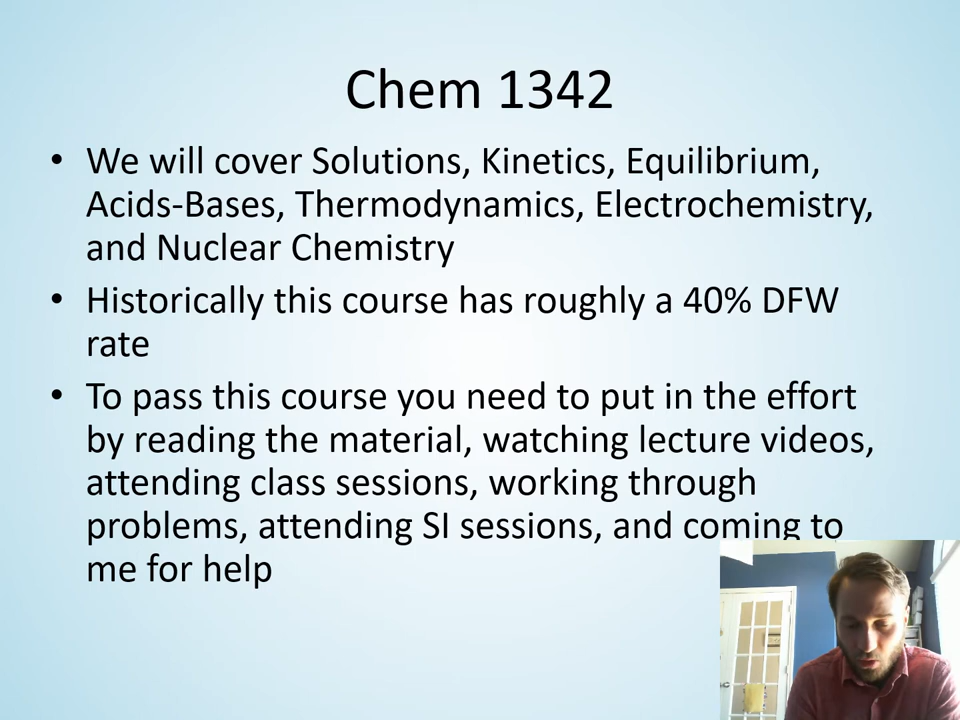 Chem 1342
• We will cover Solutions, Kinetics, Equilibrium,
Acids-Bases, Thermodynamics, Electrochemistry,
and Nuclear Chemistry
• Historically this course has roughly a 40% DFW
rate
• To pass this course you need to put in the effort
by reading the material, watching lecture videos,
attending class sessions, working through
problems, attending SI sessions, and coming to
me for help